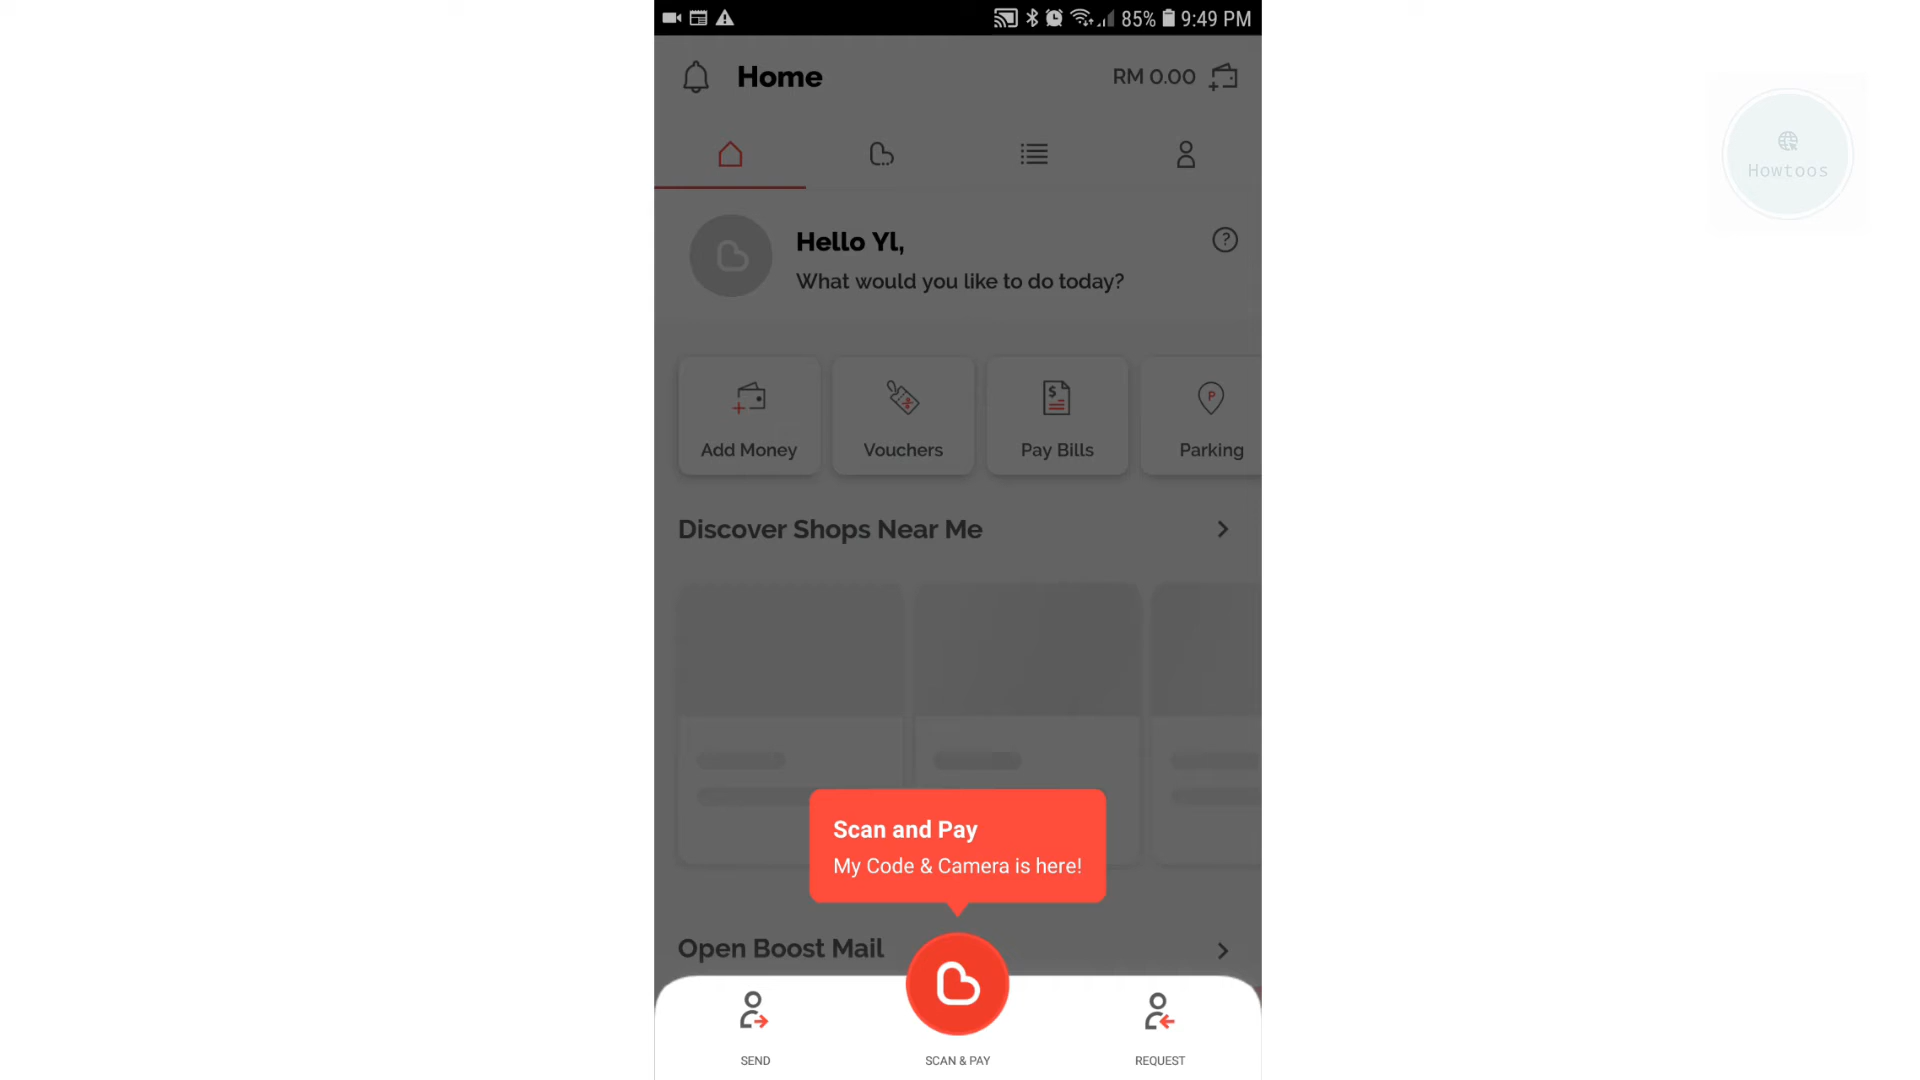 85% 9:49 PM
Home
RM 0.00
Howtoos
Hello Yl,
What would you like to do today?
Add Money
Vouchers
Pay Bills
P
Parking
Discover Shops Near Me
Scan and Pay
My Code & Camera is here!
Open Boost Mail
SEND
SCAN & PAY
REQUEST